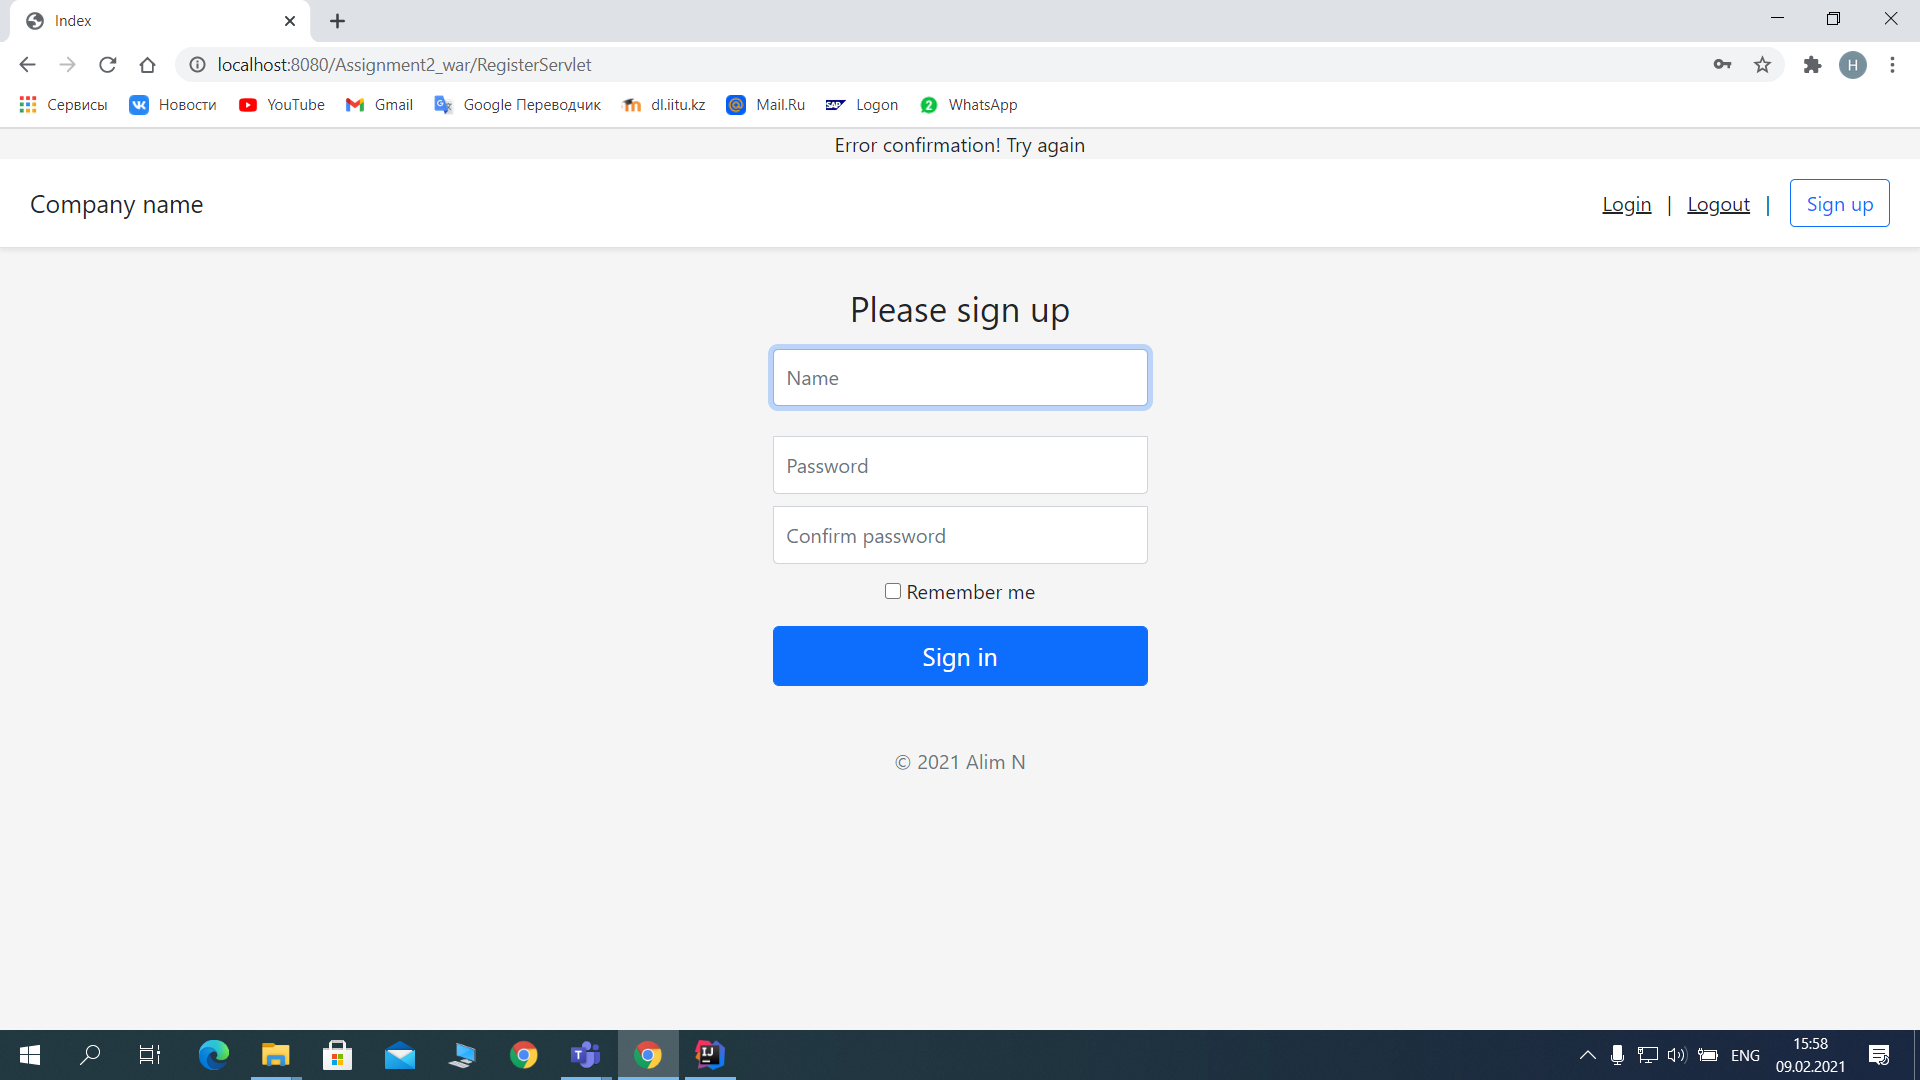 Index
localhost:8080/Assignment2_war/RegisterServlet
H
Сервисы Новости YouTube Gmail Google Переводчик dl.iitu.kz Mail.Ru Logon WhatsApp
Error confirmation! Try again
Company name Login | Logout | Sign up
Please sign up
Name
Password
Confirm password
Remember me
Sign in
© 2021 Alim N
ENG
15:58
09.02.2021